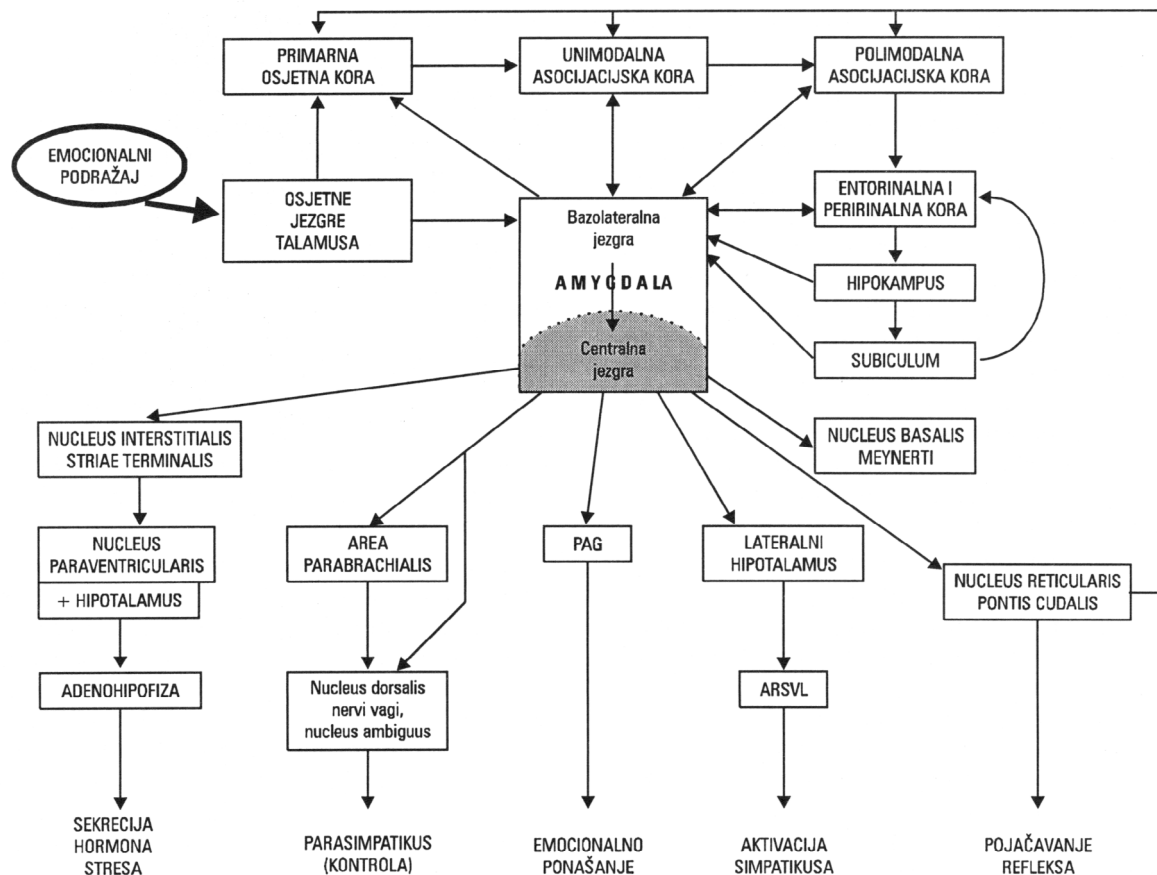 PRIMARNA
OSJETNA KORA
UNIMODALNA
ASOCIJACIJSKA KORA
POLIMODALNA
ASOCIJACIJSKA KORA
EMOCIONALNI
PODRAŽAJ
OSJETNE
JEZGRE
TALAMUSA
Bazolateralna
jezgra
AMYGDALA
Centralna
jezgra
ENTORINALNA I
PERIRINALNA KORA
HIPOKAMPUS
SUBICULUM
NUCLEUS INTERSTITIALIS
STRIAE TERMINALIS
NUCLEUS BASALIS
MEYNERTI
NUCLEUS
PARAVENTRICULARIS
+ HIPOTALAMUS
AREA
PARABRACHIALIS
PAG
LATERALNI
HIPOTALAMUS
NUCLEUS RETICULARIS
PONTIS CUDALIS
ADENOHIPOFIZA
Nucleus dorsalis
nervi vagi,
nucleus ambiguus
ARSVL
SEKRECIJA
HORMONA
STRESA
PARASIMPATIKUS
(KONTROLA)
EMOCIONALNO
PONAŠANJE
AKTIVACIJA
SIMPATIKUSA
POJAČAVANJE
REFLEKSA